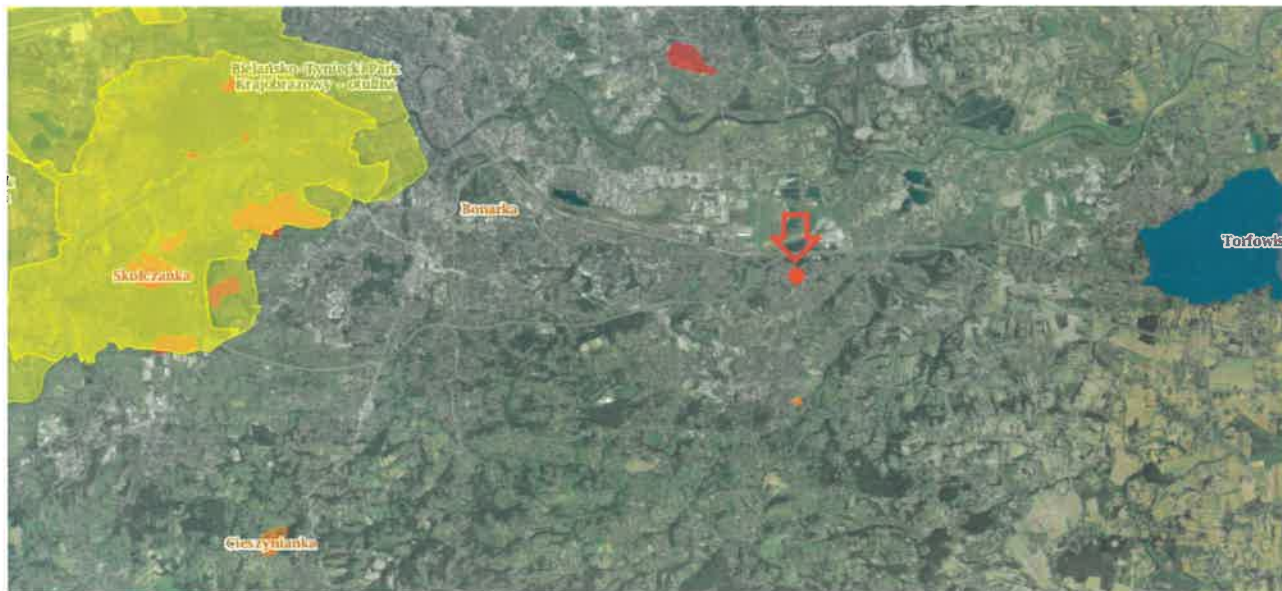 Bielańsko-Tyniecki Park
Krajobrazowy - otulina
Bonarka
Torfowis
Skołczanka
Cieszynianka